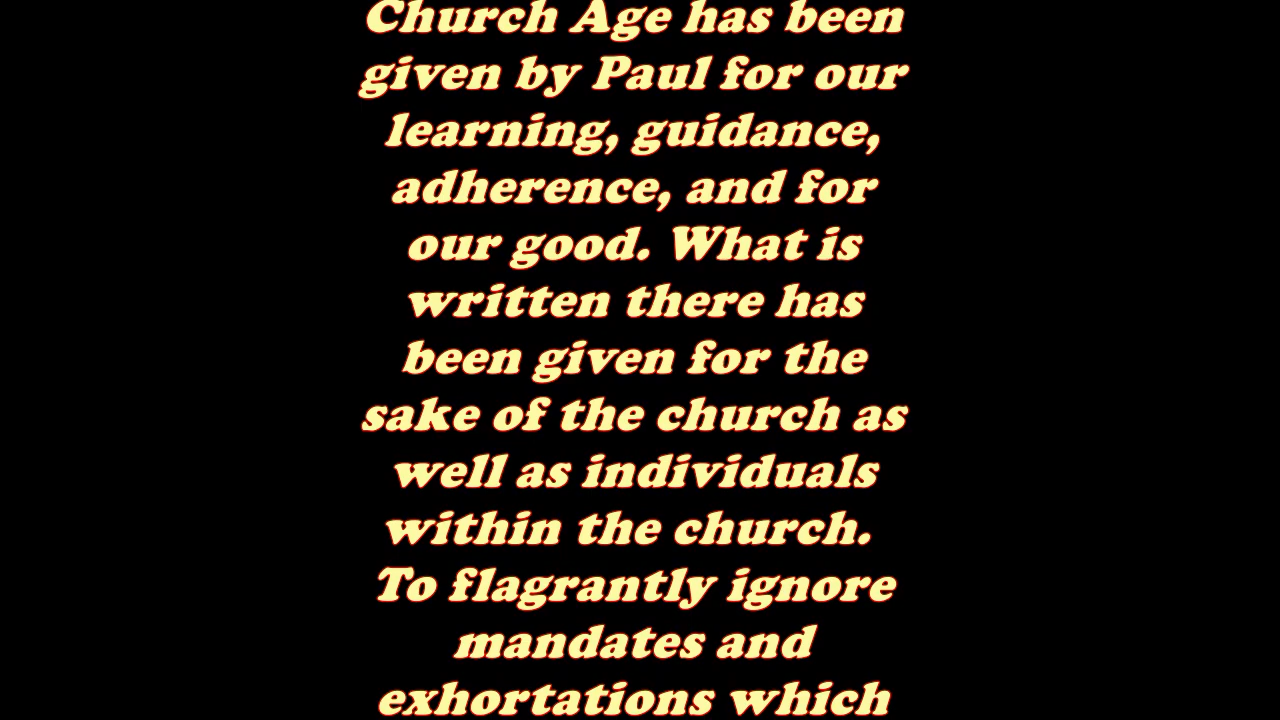 Church Age has been
given by Paul for our
learning, guidance,
adherence, and for
our good. What is
written there has
been given for the
sake of the church as
well as individuals
within the church.
To flagrantly ignore
mandates and
exhortations which